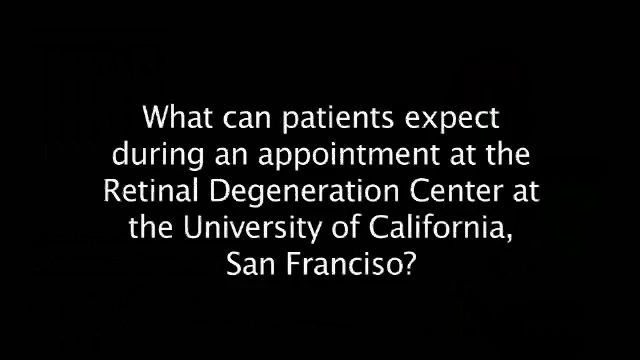 What can patients expect
during an appointment at the
Retinal Degeneration Center at
the University of California,
San Franciso?